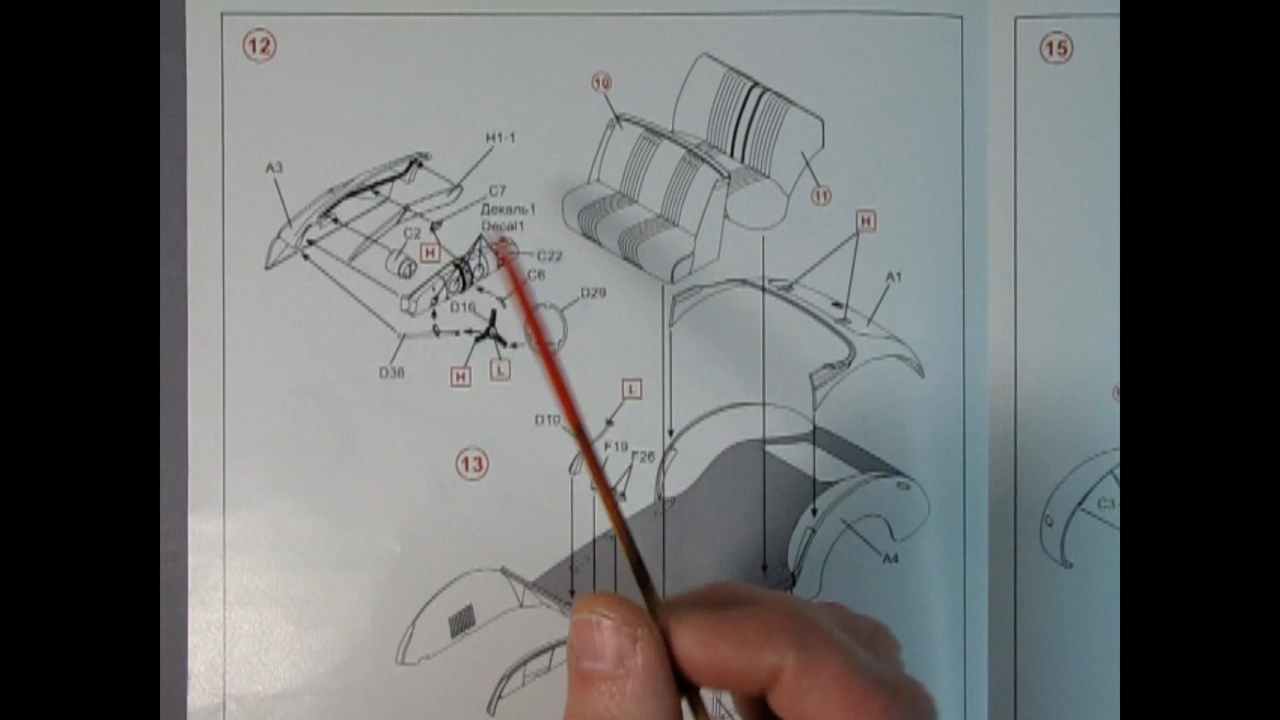 12
15
10
H1-1
A3
C7
11
Декаль1
Decal1
H
C2
H
C22
C6
A1
D29
D16
D38
H
L
L
D10
F19
F26
13
C3
A4